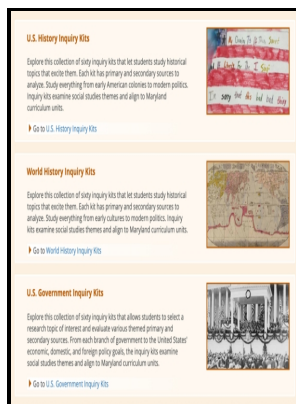 U.S. History Inquiry Kits
Explore this collection of sixty inquiry kits that let students study historical
topics that excite them. Each kit has primary and secondary sources to
analyze. Study everything from early American colonies to modern politics.
Inquiry kits examine social studies themes and align to Maryland
curriculum units.
Go to U.S. History Inquiry Kits
World History Inquiry Kits
Explore this collection of sixty inquiry kits that let students study historical
topics that excite them. Each kit has primary and secondary sources to
analyze. Study everything from early cultures to modern politics. Inquiry
kits examine social studies themes and align to Maryland curriculum units.
Go to World History Inquiry Kits
U.S. Government Inquiry Kits
Explore this collection of sixty inquiry kits that allows students to select a
research topic of interest and evaluate various themed primary and
secondary sources. From each branch of government to the United States'
economic, domestic, and foreign policy goals, the inquiry kits examine
social studies themes and align to Maryland curriculum units.
Go to U.S. Government Inquiry Kits